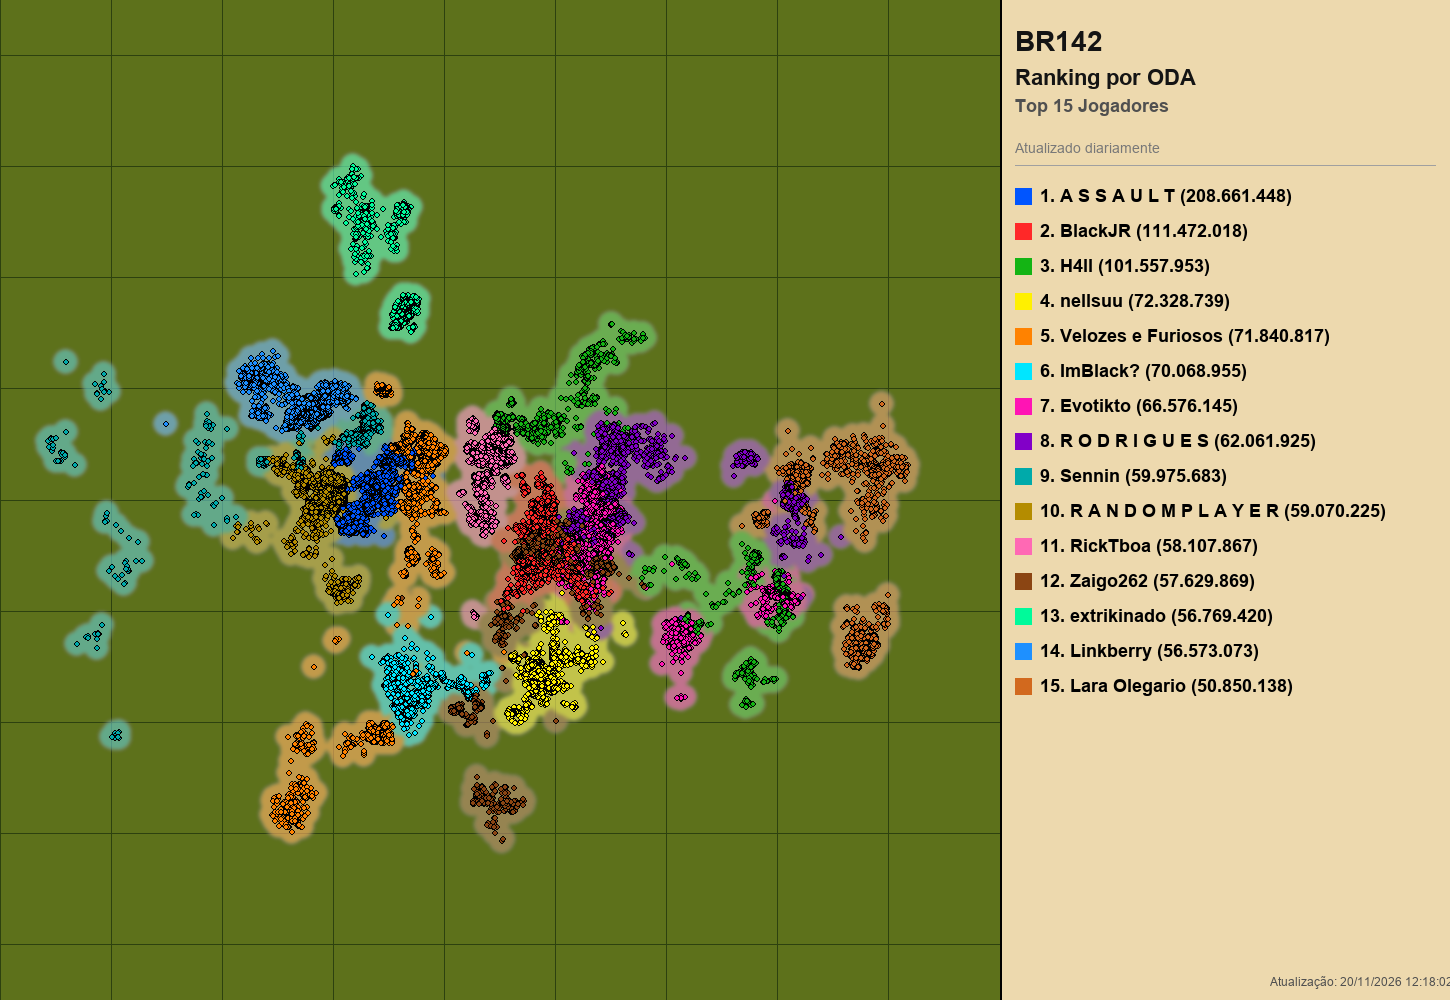 BR142
Ranking por ODA
Top 15 Jogadores
Atualizado diariamente
1. A S S A U L T (208.661.448)
2. BlackJR (111.472.018)
3. H4ll (101.557.953)
4. nellsuu (72.328.739)
5. Velozes e Furiosos (71.840.817)
6. ImBlack? (70.068.955)
7. Evotikto (66.576.145)
8. R O D R I G U E S (62.061.925)
9. Sennin (59.975.683)
10. R A N D O M P L A Y E R (59.070.225)
11. RickTboa (58.107.867)
12. Zaigo262 (57.629.869)
13. extrikinado (56.769.420)
14. Linkberry (56.573.073)
15. Lara Olegario (50.850.138)
Atualização: 20/11/2026 12:18:02